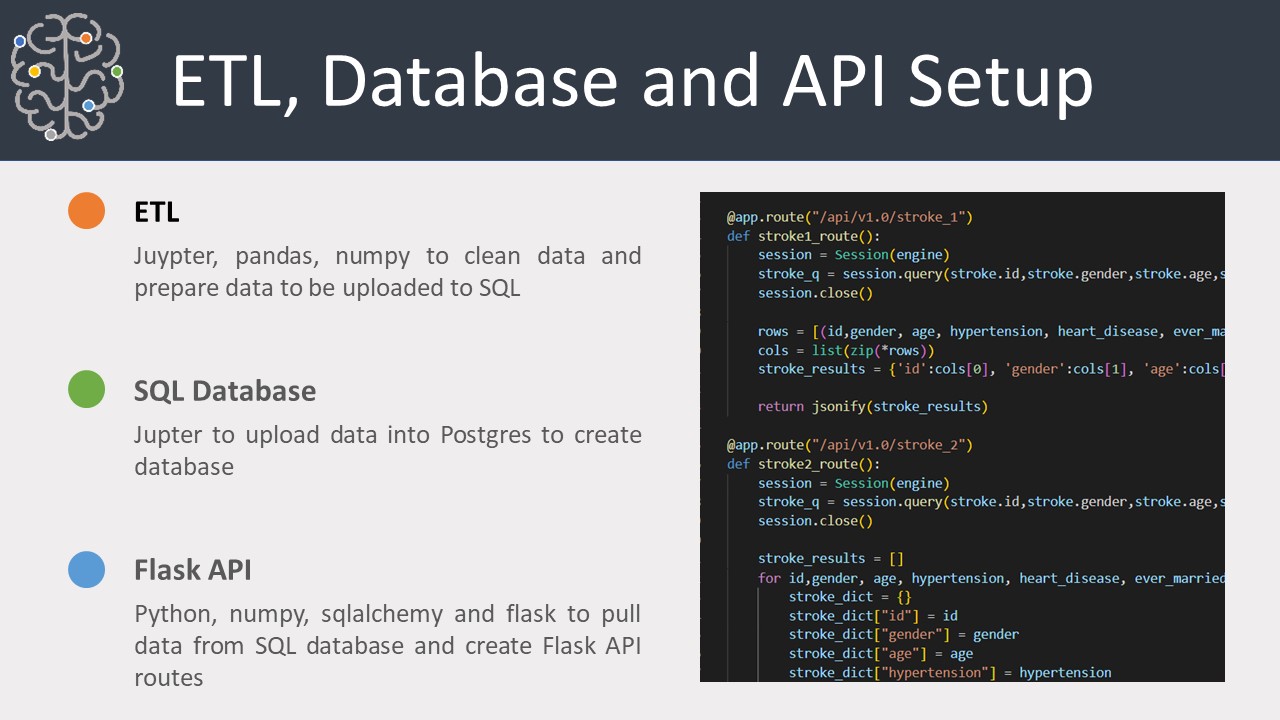 ETL, Database and API Setup
ETL
Juypter, pandas, numpy to clean data and
prepare data to be uploaded to SQL
SQL Database
Jupter to upload data into Postgres to create
database
Flask API
Python, numpy, sqlalchemy and flask to pull
data from SQL database and create Flask API
routes
@app.route("/api/v1.0/stroke_1")
def stroke1_route():
session = Session(engine)
stroke_q = session.query(stroke.id,stroke.gender,stroke.age,s
session.close()
rows = [(id,gender, age, hypertension, heart_disease, ever_ma
cols = list(zip(*rows))
stroke_results = {'id':cols[0], 'gender':cols[1], 'age':cols[
return jsonify(stroke_results)
@app.route("/api/v1.0/stroke_2")
def stroke2_route():
session = Session(engine)
stroke_q = session.query(stroke.id,stroke.gender,stroke.age,s
session.close()
stroke_results = []
for id,gender, age, hypertension, heart_disease, ever_married
stroke_dict = {}
stroke_dict["id"] = id
stroke_dict["gender"] = gender
stroke_dict["age"] = age
stroke_dict["hypertension"] = hypertension